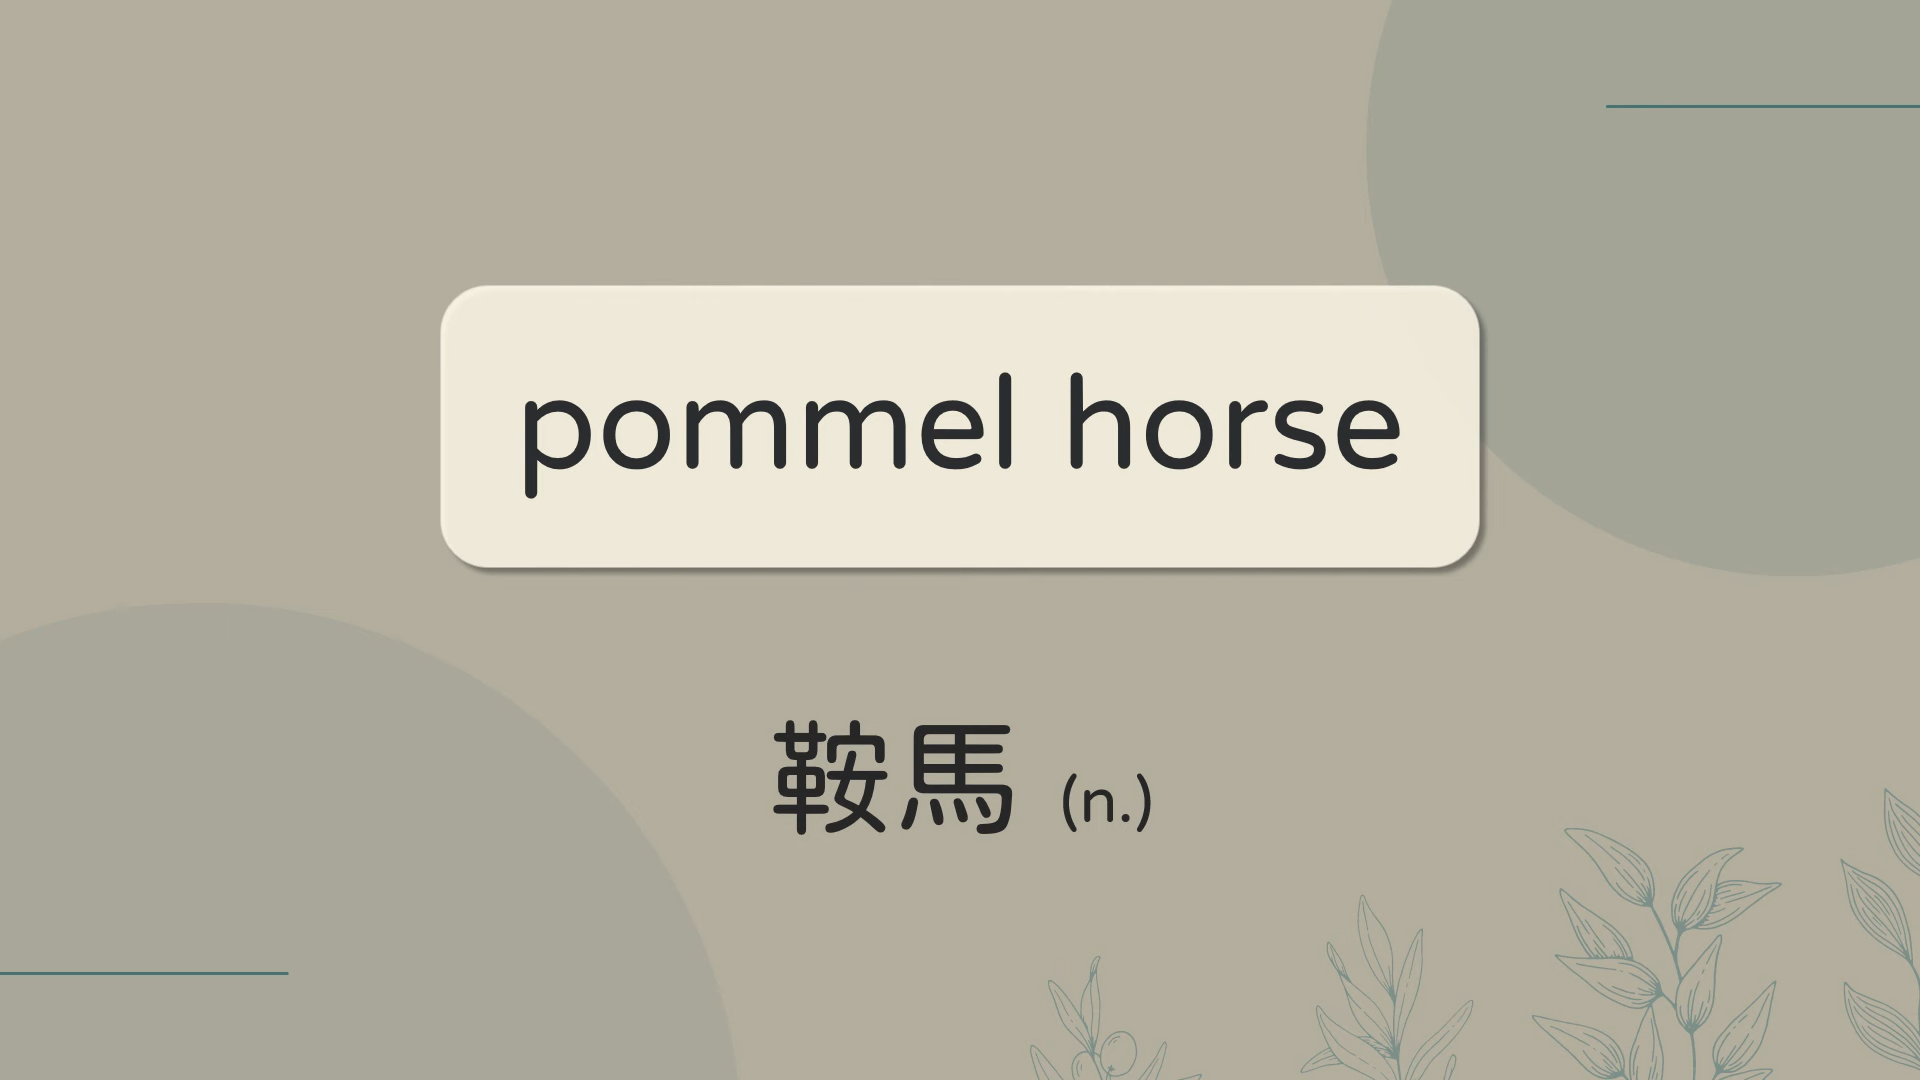 pommel horse
鞍馬 (n.)